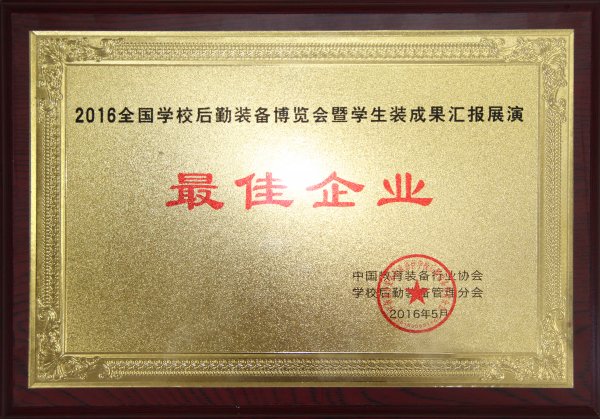 2016全国学校后勤装备博览会暨学生装成果汇报展演
最佳企业
中国教育装备行业协会
学校后勤装备管理分会
2016年5月